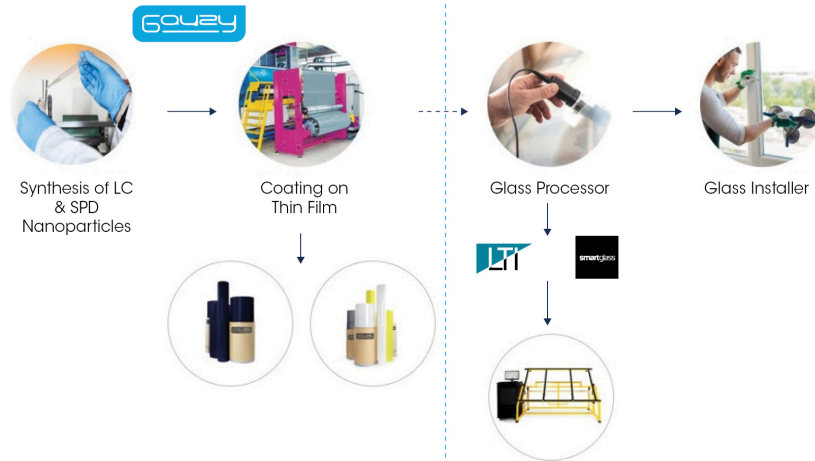 Gauzy
Synthesis of LC
& SPD
Nanoparticles
Coating on
Thin Film
Glass Processor
Glass Installer
LTI
smartglass